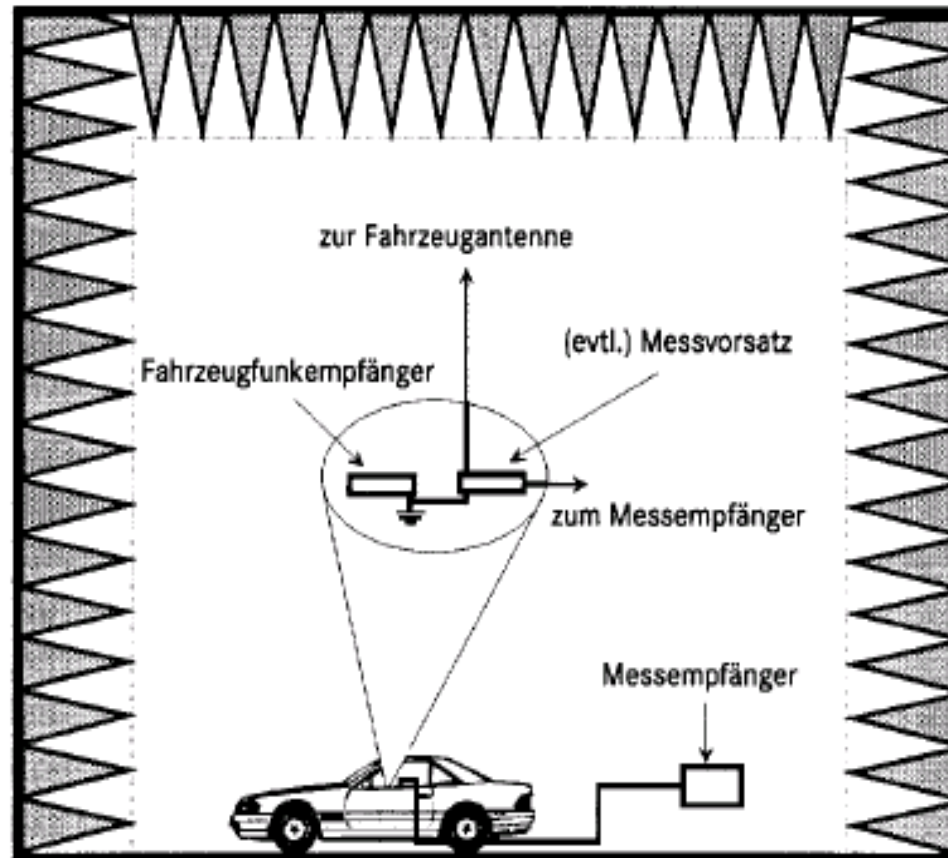 zur Fahrzeugantenne
(evtl.) Messvorsatz
Fahrzeugfunkempfänger
zum Messempfänger
Messempfänger